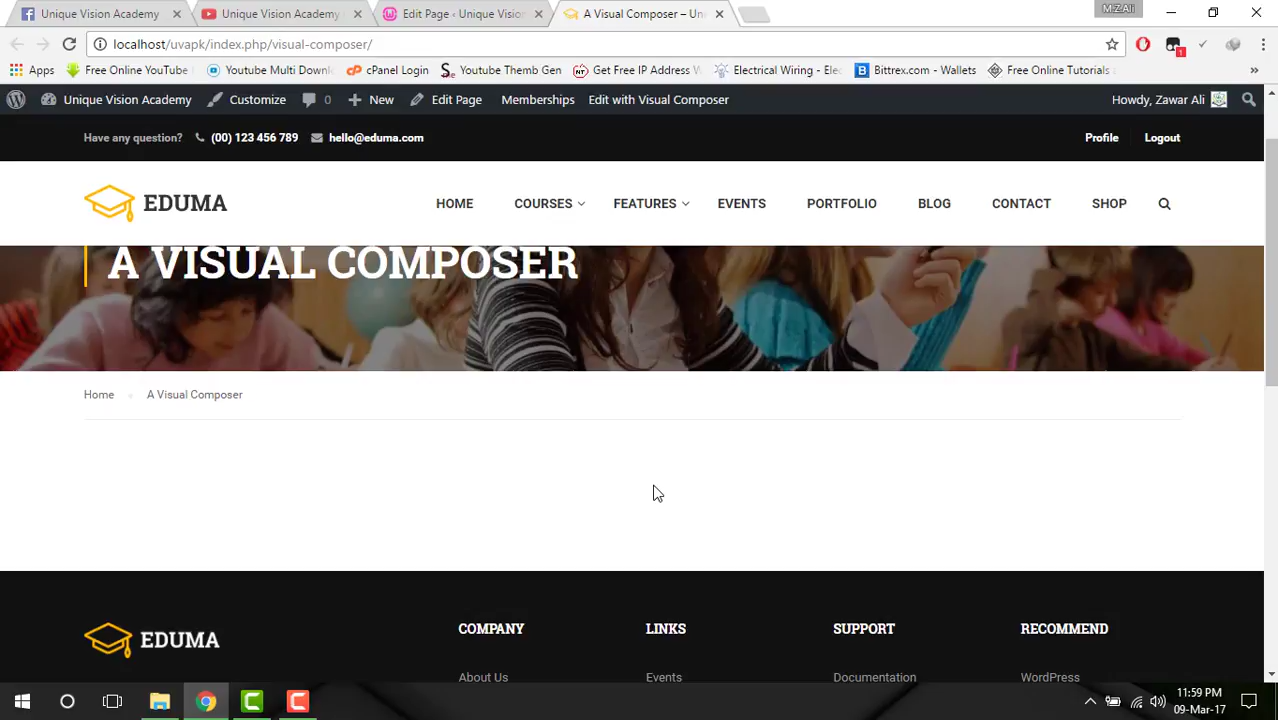 Unique Vision Academy
Unique Vision Academy
Edit Page ‹ Unique Vision
A Visual Composer – Un
M.Z.Ali
localhost/uvapk/index.php/visual-composer/
1
Apps
Free Online YouTube
Youtube Multi Down
cPanel Login
Youtube Themb Gen
Get Free IP Address
Electrical Wiring - Ele
Bittrex.com - Wallets
Free Online Tutorials
»
Unique Vision Academy
Customize
0
New
Edit Page
Memberships
Edit with Visual Composer
Howdy, Zawar Ali
Have any question?
(00) 123 456 789
hello@eduma.com
Profile
Logout
EDUMA
HOME
COURSES
FEATURES
EVENTS
PORTFOLIO
BLOG
CONTACT
SHOP
A VISUAL COMPOSER
Home
A Visual Composer
EDUMA
COMPANY
LINKS
SUPPORT
RECOMMEND
About Us
Events
Documentation
WordPress
11:59 PM
09-Mar-17